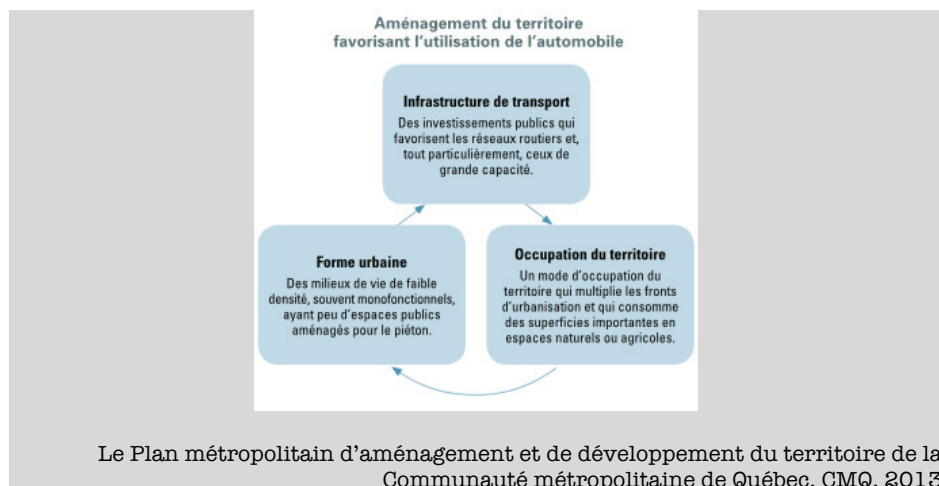 Aménagement du territoire
favorisant l'utilisation de l'automobile
Infrastructure de transport
Des investissements publics qui
favorisent les réseaux routiers et,
tout particulièrement, ceux de
grande capacité.
Forme urbaine
Des milieux de vie de faible
densité, souvent monofonctionnels,
ayant peu d'espaces publics
aménagés pour le piéton.
Occupation du territoire
Un mode d'occupation du
territoire qui multiplie les fronts
d'urbanisation et qui consomme
des superficies importantes en
espaces naturels ou agricoles.
Le Plan métropolitain d'aménagement et de développement du territoire de la
Communauté métropolitaine de Québec, CMQ, 2013